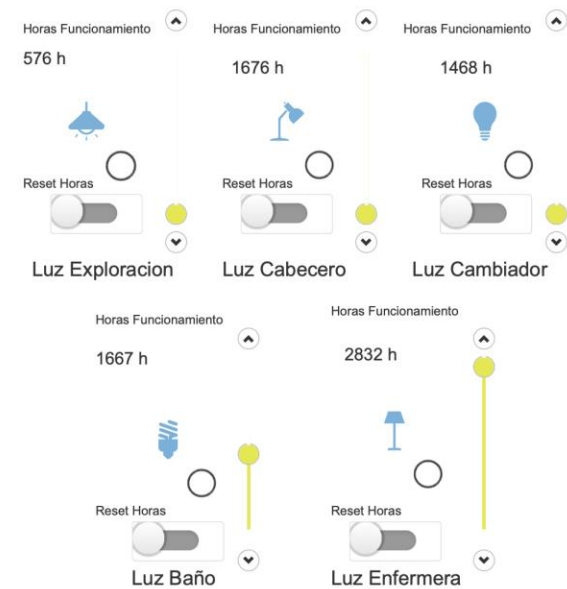 Horas Funcionamiento
576 h
Reset Horas
Luz Exploracion
Horas Funcionamiento
1676 h
Reset Horas
Luz Cabecero
Horas Funcionamiento
1468 h
Reset Horas
Luz Cambiador
Horas Funcionamiento
1667 h
Reset Horas
Luz Baño
Horas Funcionamiento
2832 h
Reset Horas
Luz Enfermera